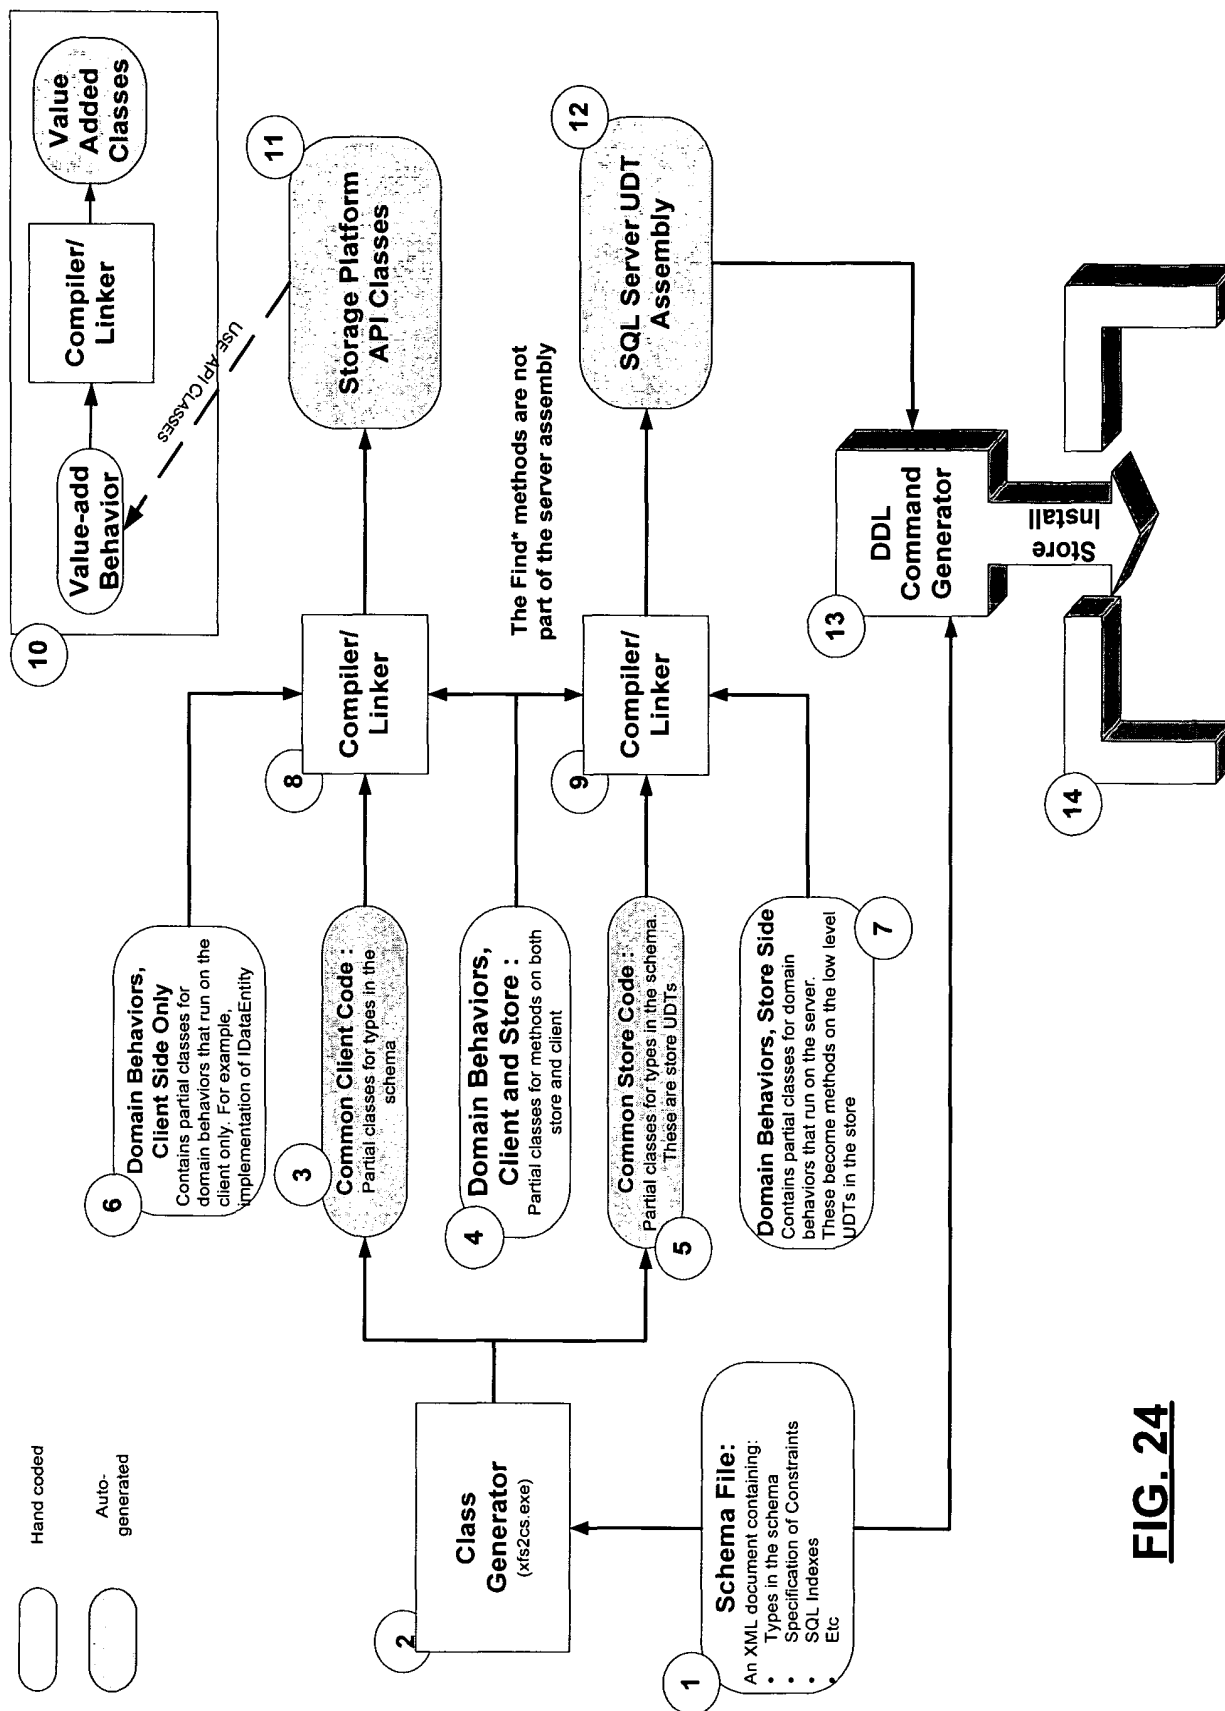 Hand coded
Auto-
generated
1
Schema File:
An XML document containing:
• Types in the schema
• Specification of Constraints
• SQL Indexes
• Etc
2
Class
Generator
(xfs2cs.exe)
6
Domain Behaviors,
Client Side Only
Contains partial classes for
domain behaviors that run on the
client only. For example,
implementation of IDataEntity
3
Common Client Code :
Partial classes for types in the
schema
4
Domain Behaviors,
Client and Store :
Partial classes for methods on both
store and client
5
Common Store Code :
Partial classes for types in the schema.
These are store UDTs
7
Domain Behaviors, Store Side
Contains partial classes for domain
behaviors that run on the server.
These become methods on the low level
UDTs in the store
8
Compiler/
Linker
9
Compiler/
Linker
The Find* methods are not
part of the server assembly
10
Value-add
Behavior
Compiler/
Linker
Value
Added
Classes
USE API CLASSES
11
Storage Platform
API Classes
12
SQL Server UDT
Assembly
13
DDL
Command
Generator
Store
Install
14
FIG. 24